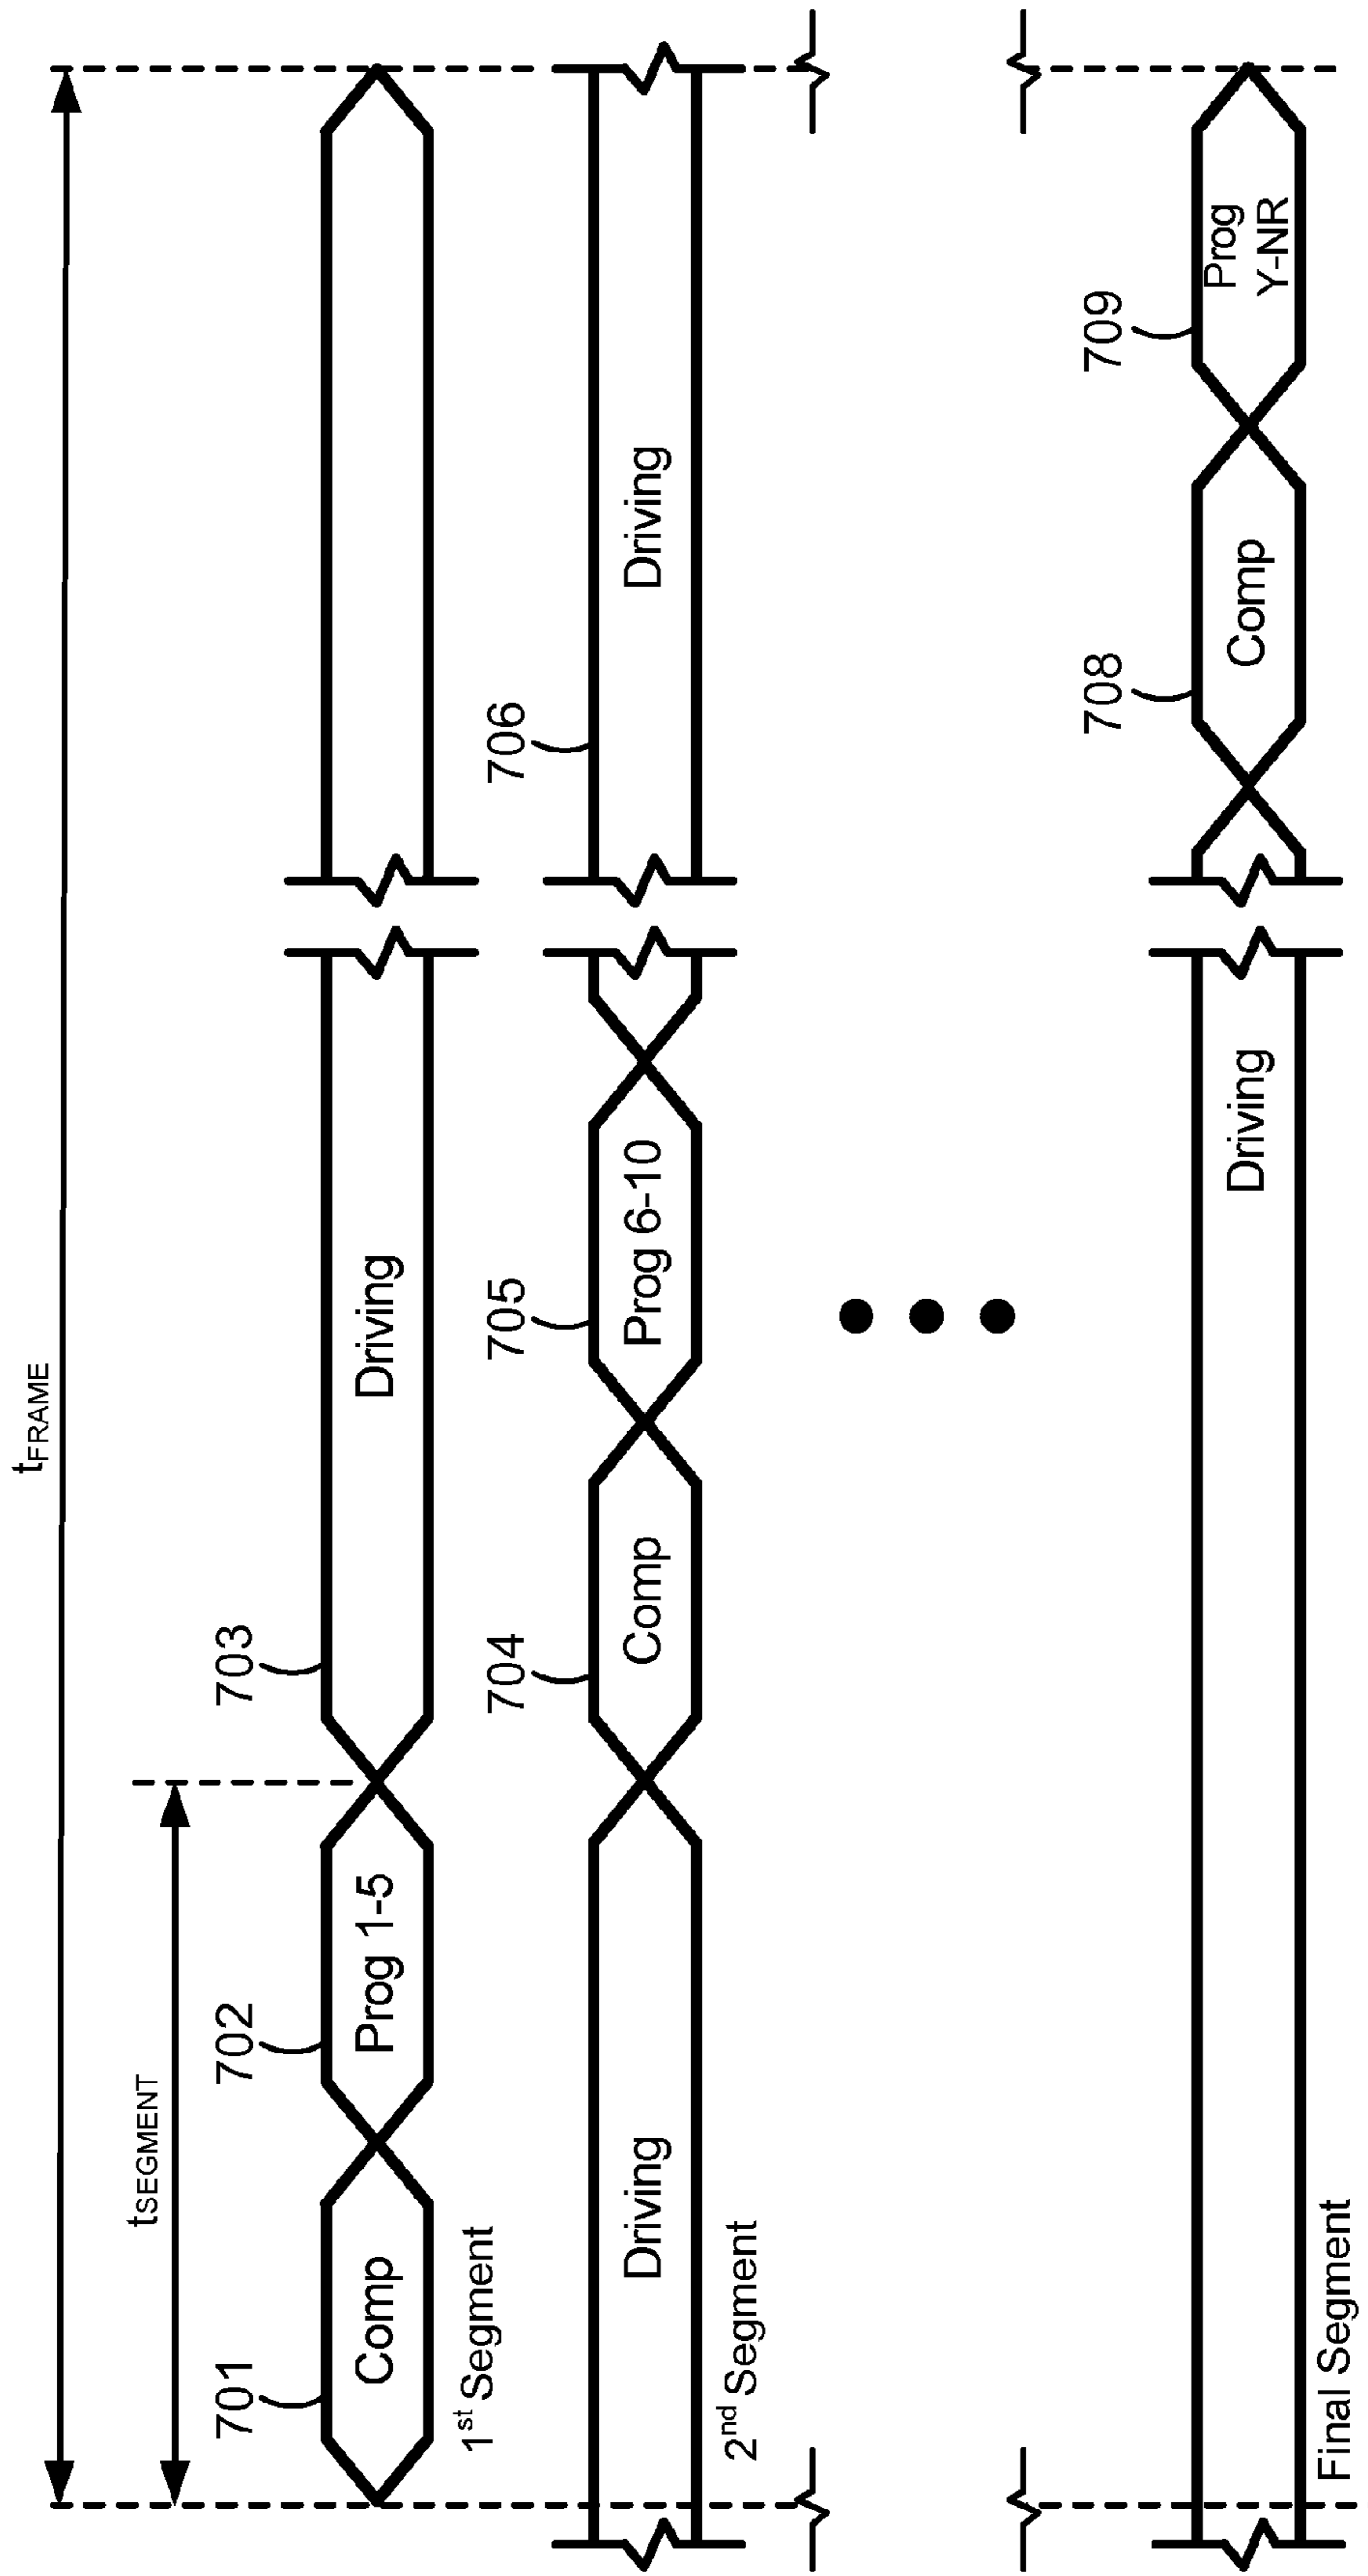 tFRAME
tSEGMENT
701
702
703
Comp
Prog 1-5
Driving
1st Segment
704
705
706
Driving
Comp
Prog 6-10
Driving
2nd Segment
708
709
Driving
Comp
Prog
Y-NR
Final Segment